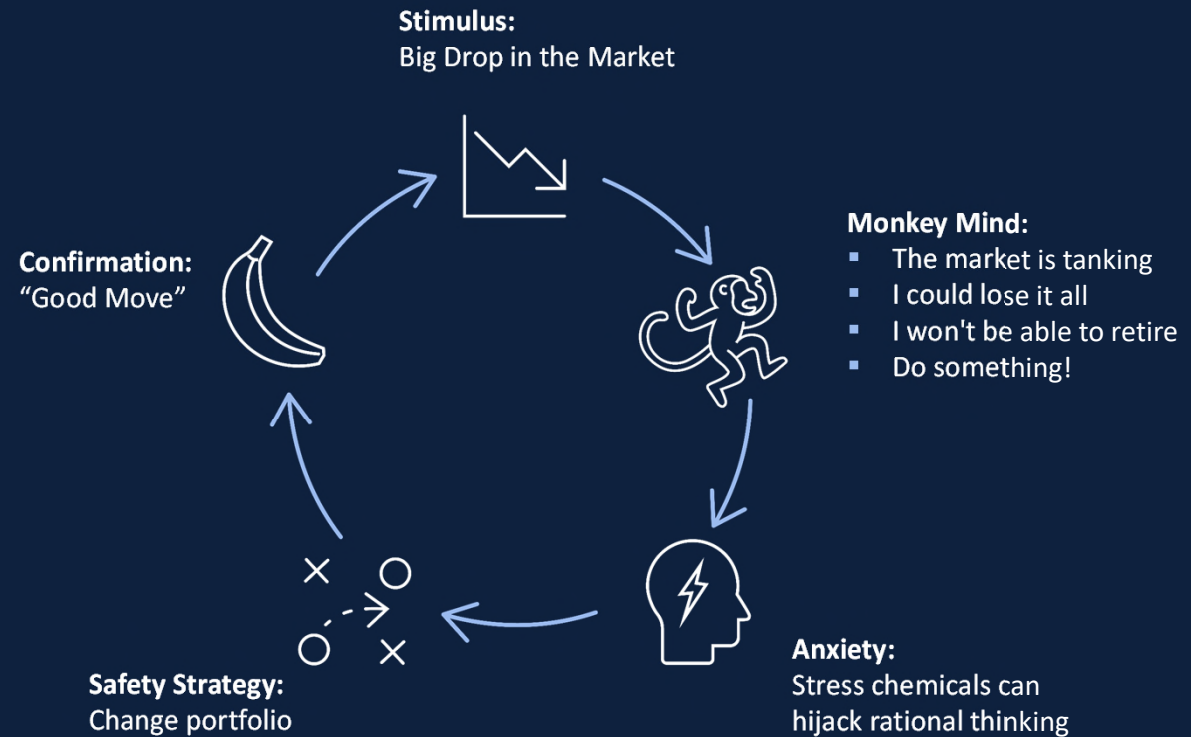 Stimulus:
Big Drop in the Market
Monkey Mind:
▪ The market is tanking
▪ I could lose it all
▪ I won't be able to retire
▪ Do something!
Confirmation:
“Good Move”
Anxiety:
Stress chemicals can
hijack rational thinking
Safety Strategy:
Change portfolio